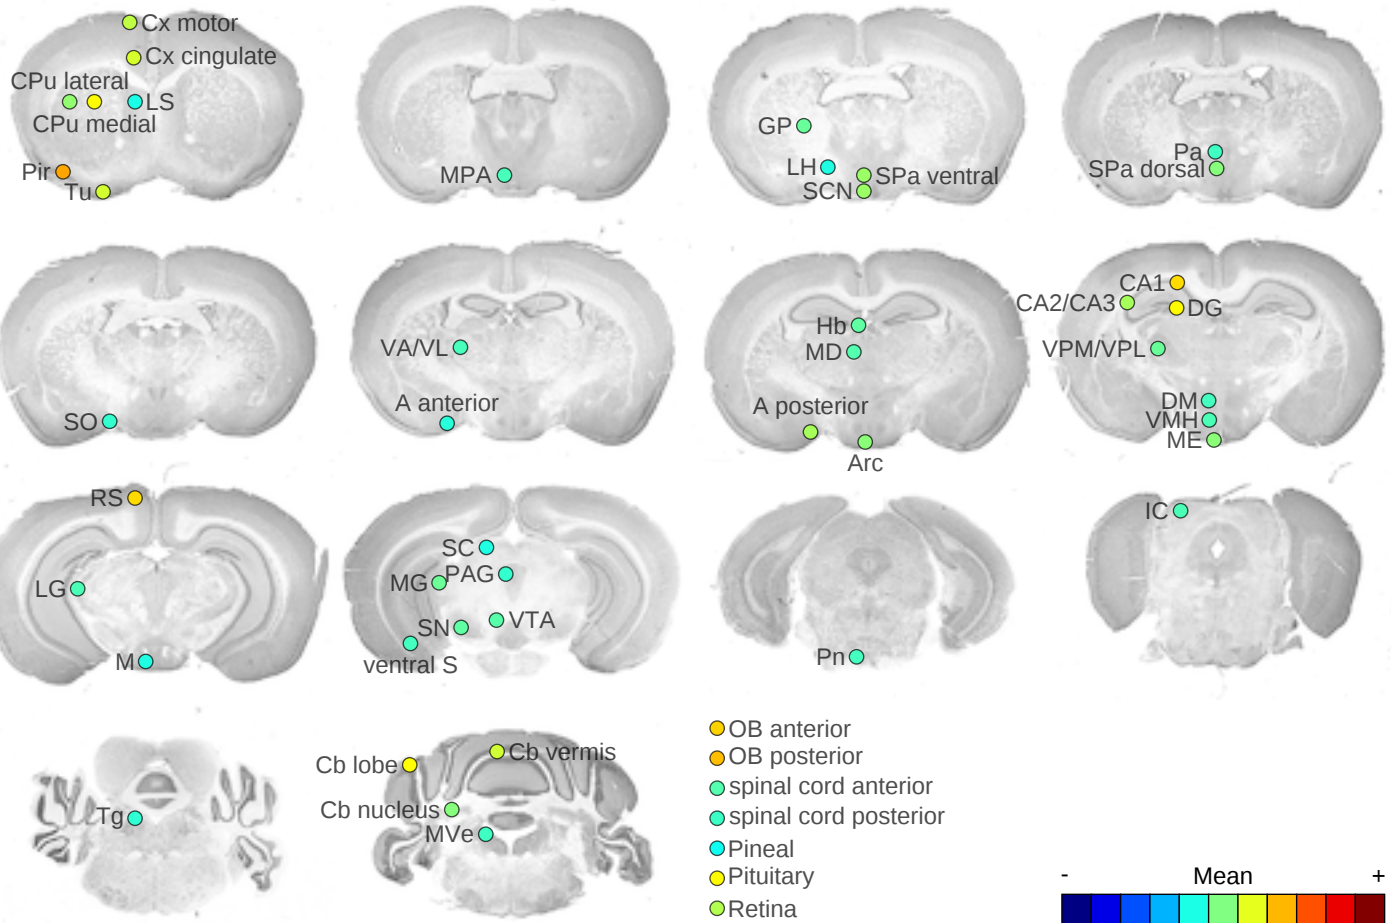 Cx motor
Cx cingulate
CPu lateral
LS
CPu medial
Pir
Tu
MPA
GP
LH
SPa ventral
SCN
Pa
SPa dorsal
SO
VA/VL
A anterior
Hb
MD
A posterior
Arc
CA1
CA2/CA3
DG
VPM/VPL
DM
VMH
ME
RS
LG
M
SC
MG
PAG
SN
VTA
ventral S
Pn
IC
Tg
Cb lobe
Cb vermis
Cb nucleus
MVe
OB anterior
OB posterior
spinal cord anterior
spinal cord posterior
Pineal
Pituitary
Retina
- Mean +